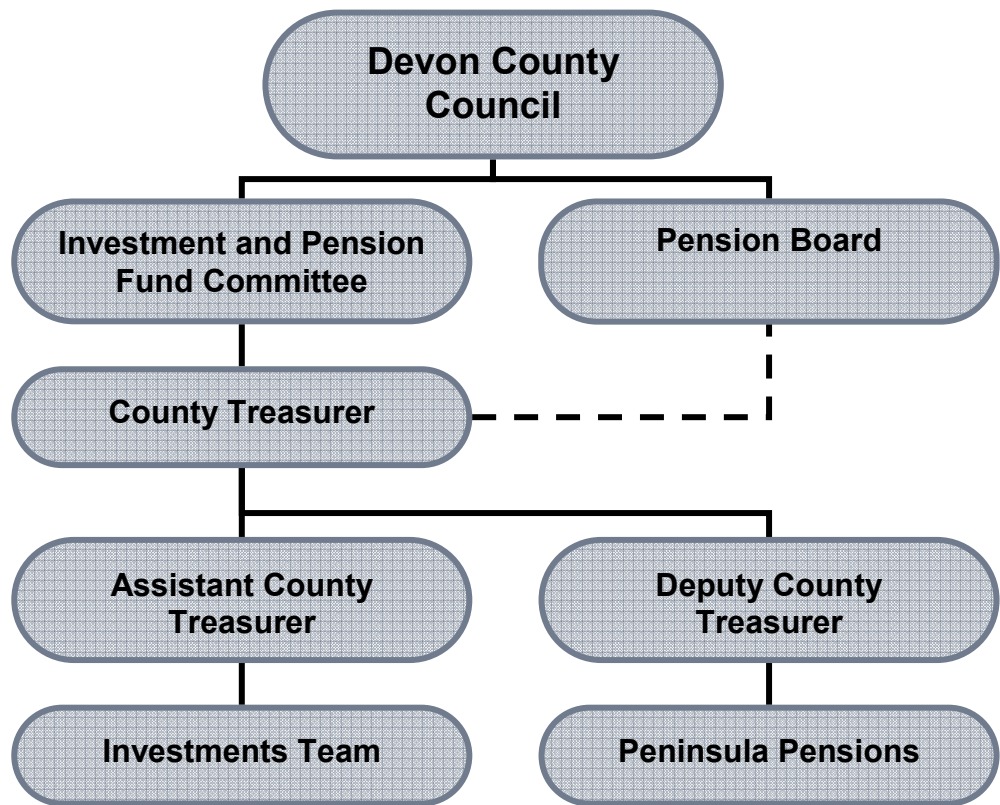 Devon County
Council
Investment and Pension
Fund Committee
Pension Board
County Treasurer
Assistant County
Treasurer
Deputy County
Treasurer
Investments Team
Peninsula Pensions